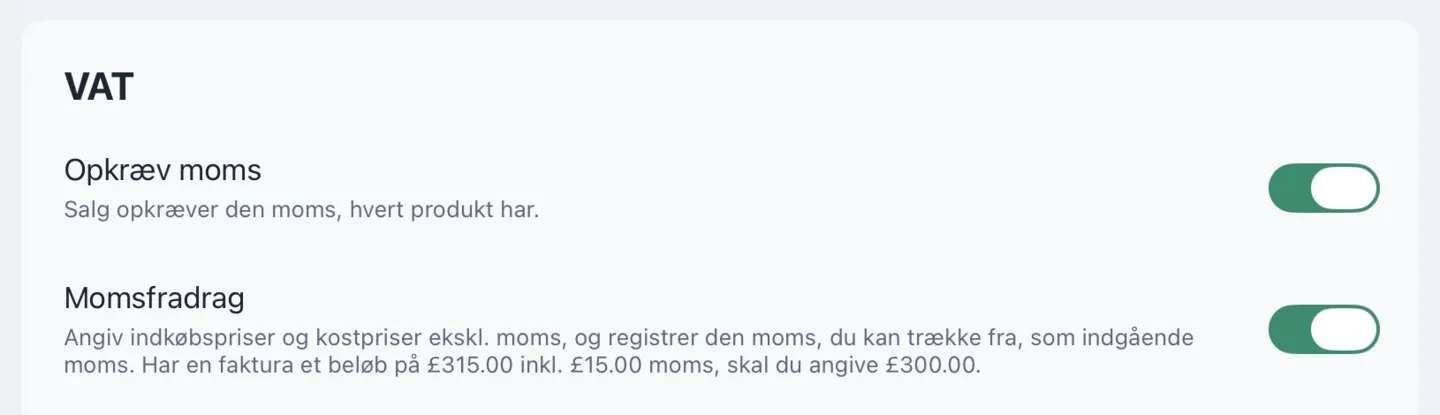 VAT
Opkræv moms
Salg opkræver den moms, hvert produkt har.
Momsfradrag
Angiv indkøbspriser og kostpriser ekskl. moms, og registrer den moms, du kan trække fra, som indgående
moms. Har en faktura et beløb på £315.00 inkl. £15.00 moms, skal du angive £300.00.